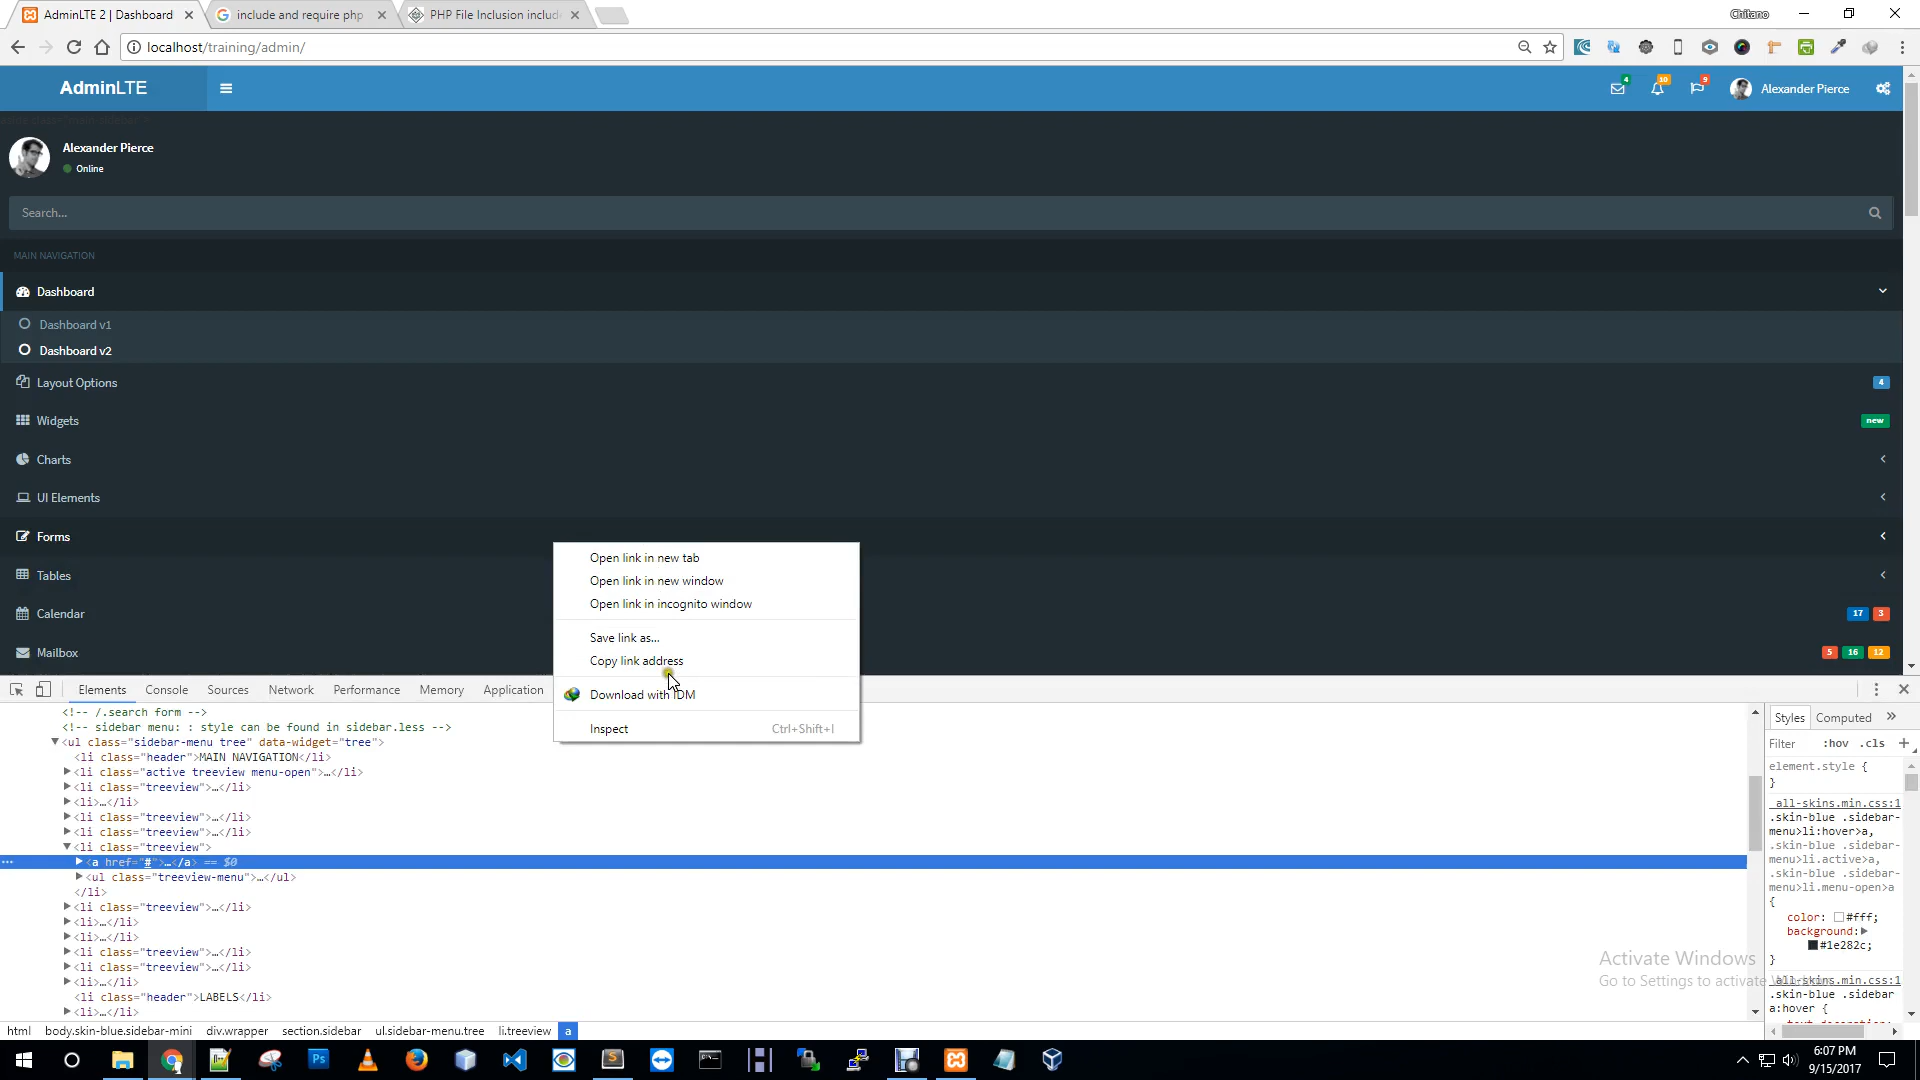 AdminLTE 2 | Dashboard
include and require php
PHP File Inclusion includ
Chitano
localhost/training/admin/
AdminLTE
4
10
9
Alexander Pierce
Alexander Pierce
Online
Search...
MAIN NAVIGATION
Dashboard
Dashboard v1
Dashboard v2
Layout Options
4
Widgets
new
Charts
UI Elements
Forms
Tables
Calendar
17 3
Mailbox
5 16 12
Open link in new tab
Open link in new window
Open link in incognito window
Save link as...
Copy link address
Download with IDM
Inspect Ctrl+Shift+I
Elements Console Sources Network Performance Memory Application
<!-- /.search form -->
<!-- sidebar menu: : style can be found in sidebar.less -->
<ul class="sidebar-menu tree" data-widget="tree">
<li class="header">MAIN NAVIGATION</li>
<li class="active treeview menu-open">…</li>
<li class="treeview">…</li>
<li>…</li>
<li class="treeview">…</li>
<li class="treeview">…</li>
<li class="treeview">
<a href="#">…</a> == $0
<ul class="treeview-menu">…</ul>
</li>
<li class="treeview">…</li>
<li>…</li>
<li>…</li>
<li class="treeview">…</li>
<li class="treeview">…</li>
<li>…</li>
<li class="header">LABELS</li>
<li>…</li>
html body.skin-blue.sidebar-mini div.wrapper section.sidebar ul.sidebar-menu.tree li.treeview a
Styles Computed »
Filter :hov .cls +
element.style {
}
all-skins.min.css:1
.skin-blue .sidebar-
menu>li:hover>a,
.skin-blue .sidebar-
menu>li.active>a,
.skin-blue .sidebar-
menu>li.menu-open>a
{
color: #fff;
background:
#1e282c;
}
all-skins.min.css:1
.skin-blue .sidebar
a:hover {
Activate Windows
Go to Settings to activate
6:07 PM
9/15/2017